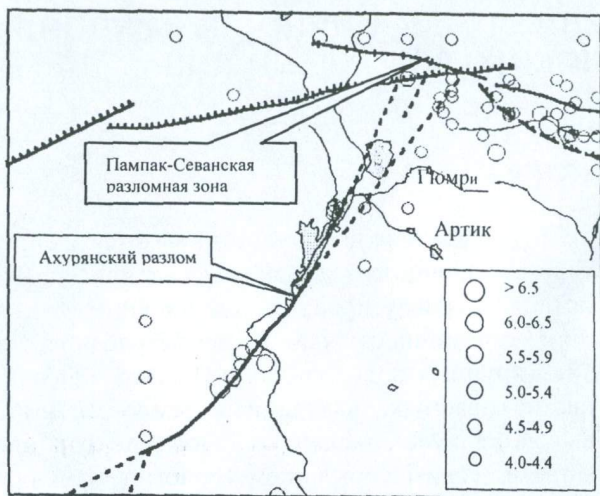 Пампак-Севанская
разломная зона
Гюмри
Артик
Ахурянский разлом
> 6.5
6.0-6.5
5.5-5.9
5.0-5.4
4.5-4.9
4.0-4.4